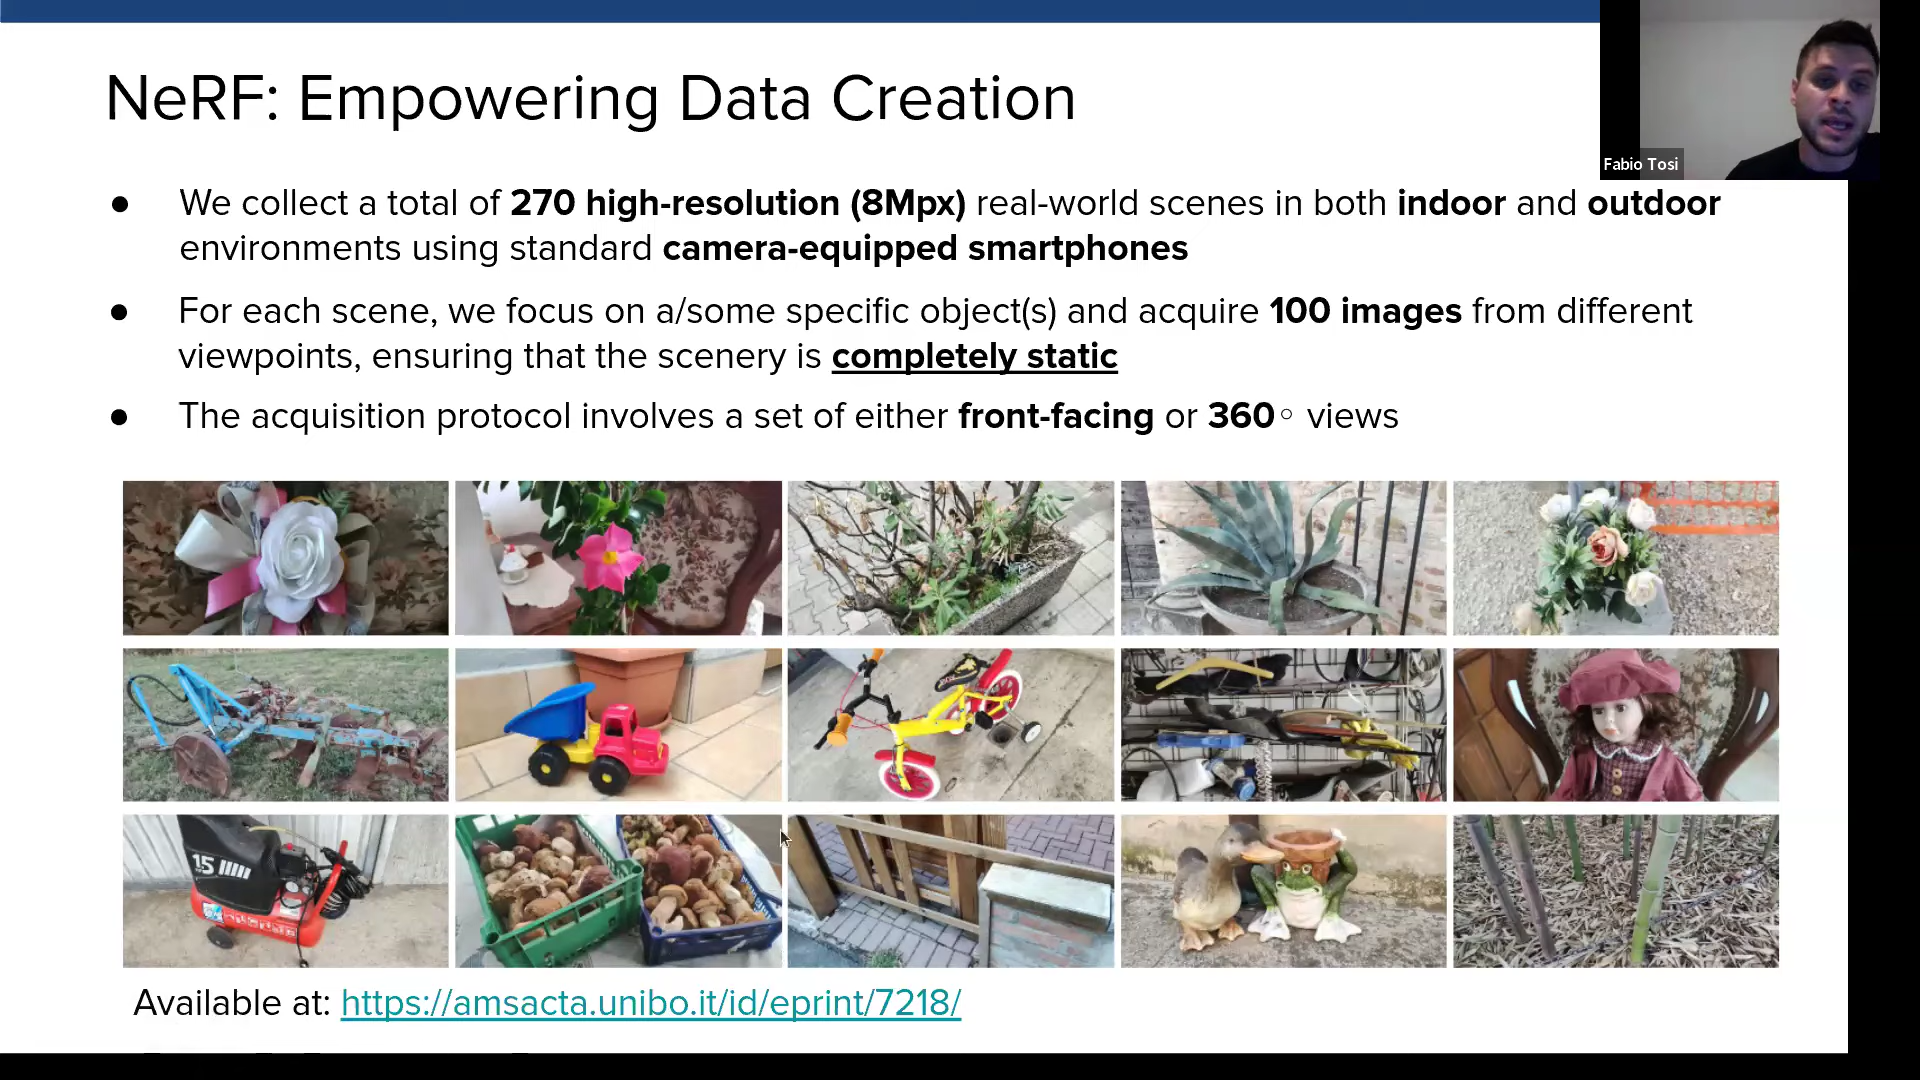 NeRF: Empowering Data Creation
Fabio Tosi
● We collect a total of 270 high-resolution (8Mpx) real-world scenes in both indoor and outdoor
environments using standard camera-equipped smartphones
● For each scene, we focus on a/some specific object(s) and acquire 100 images from different
viewpoints, ensuring that the scenery is completely static
● The acquisition protocol involves a set of either front-facing or 360◦ views
15
Available at: https://amsacta.unibo.it/id/eprint/7218/